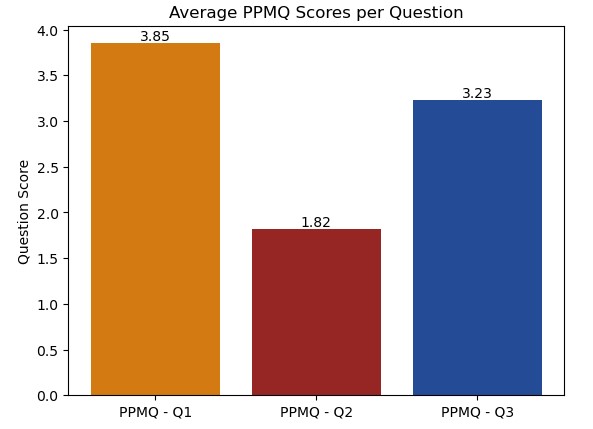 Average PPMQ Scores per Question
Question Score
4.0
3.5
3.0
2.5
2.0
1.5
1.0
0.5
0.0
3.85
1.82
3.23
PPMQ - Q1
PPMQ - Q2
PPMQ - Q3